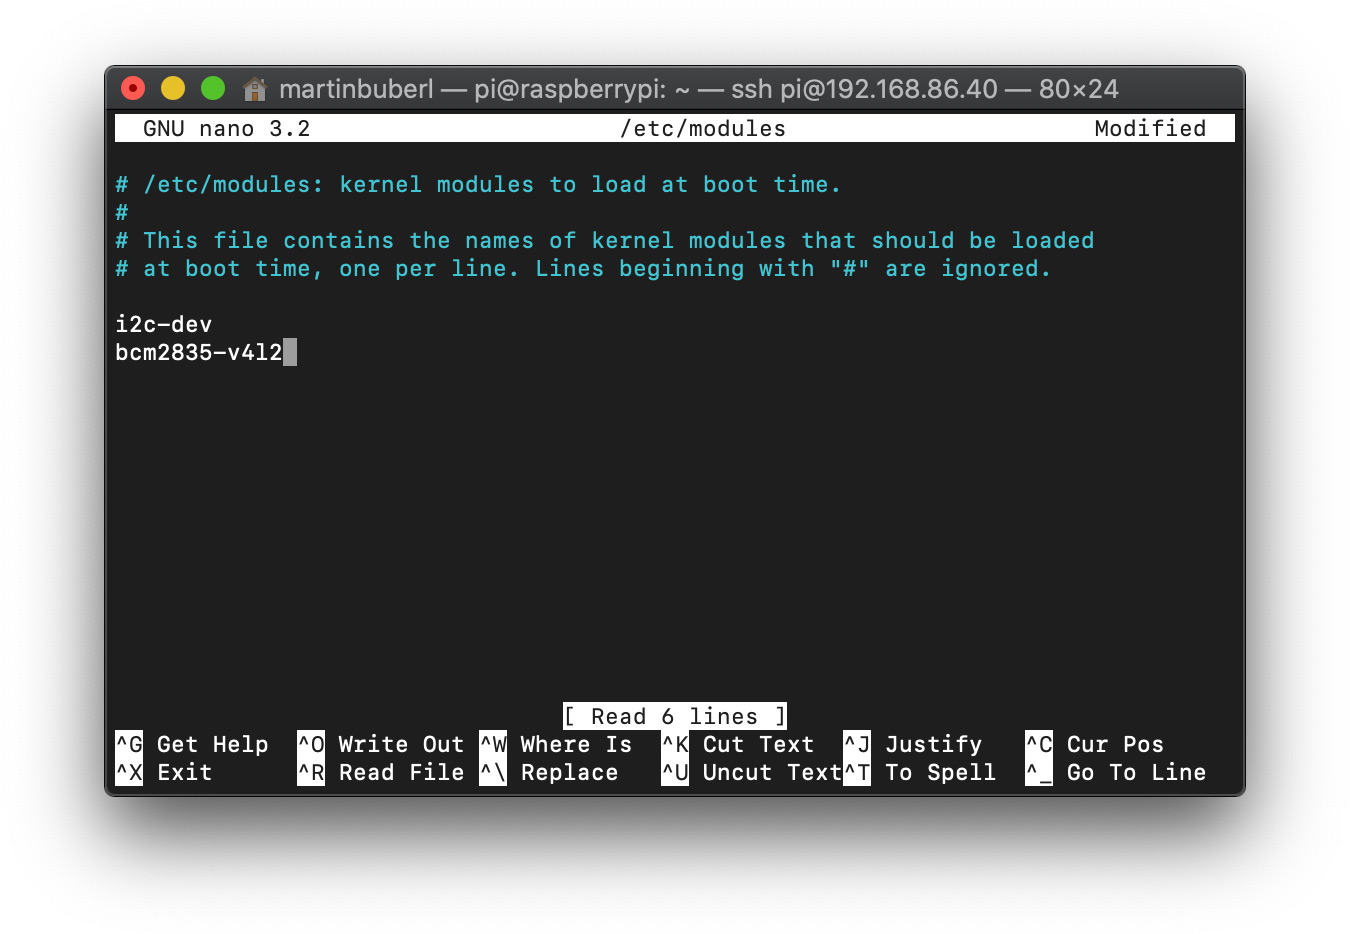 martinbuberl — pi@raspberrypi: ~ — ssh pi@192.168.86.40 — 80×24
GNU nano 3.2 /etc/modules Modified
# /etc/modules: kernel modules to load at boot time.
#
# This file contains the names of kernel modules that should be loaded
# at boot time, one per line. Lines beginning with "#" are ignored.
i2c-dev
bcm2835-v4l2
[ Read 6 lines ]
^G Get Help ^O Write Out ^W Where Is ^K Cut Text ^J Justify ^C Cur Pos
^X Exit ^R Read File ^\ Replace ^U Uncut Text ^T To Spell ^_ Go To Line